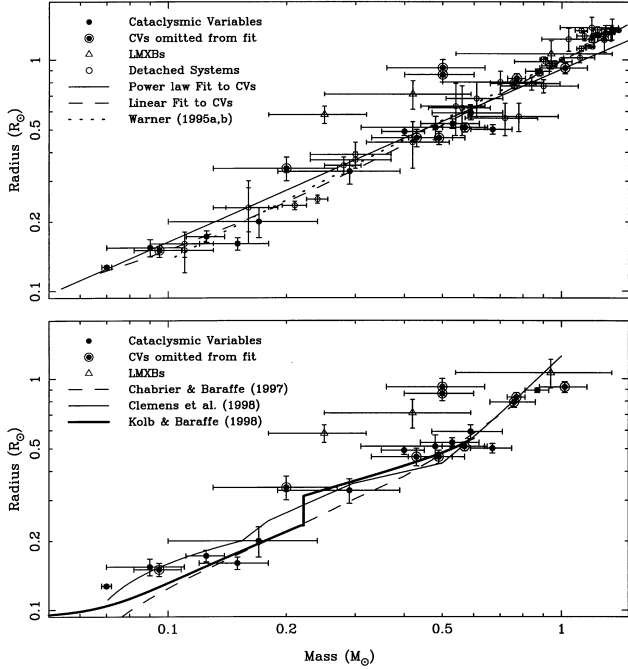 Cataclysmic Variables
CVs omitted from fit
LMXBs
Detached Systems
Power law Fit to CVs
Linear Fit to CVs
Warner (1995a,b)
Radius (R⊙)
1
0.5
0.2
0.1
Cataclysmic Variables
CVs omitted from fit
LMXBs
Chabrier & Baraffe (1997)
Clemens et al. (1998)
Kolb & Baraffe (1998)
Radius (R⊙)
1
0.5
0.2
0.1
0.1 0.2 0.5 1
Mass (M⊙)